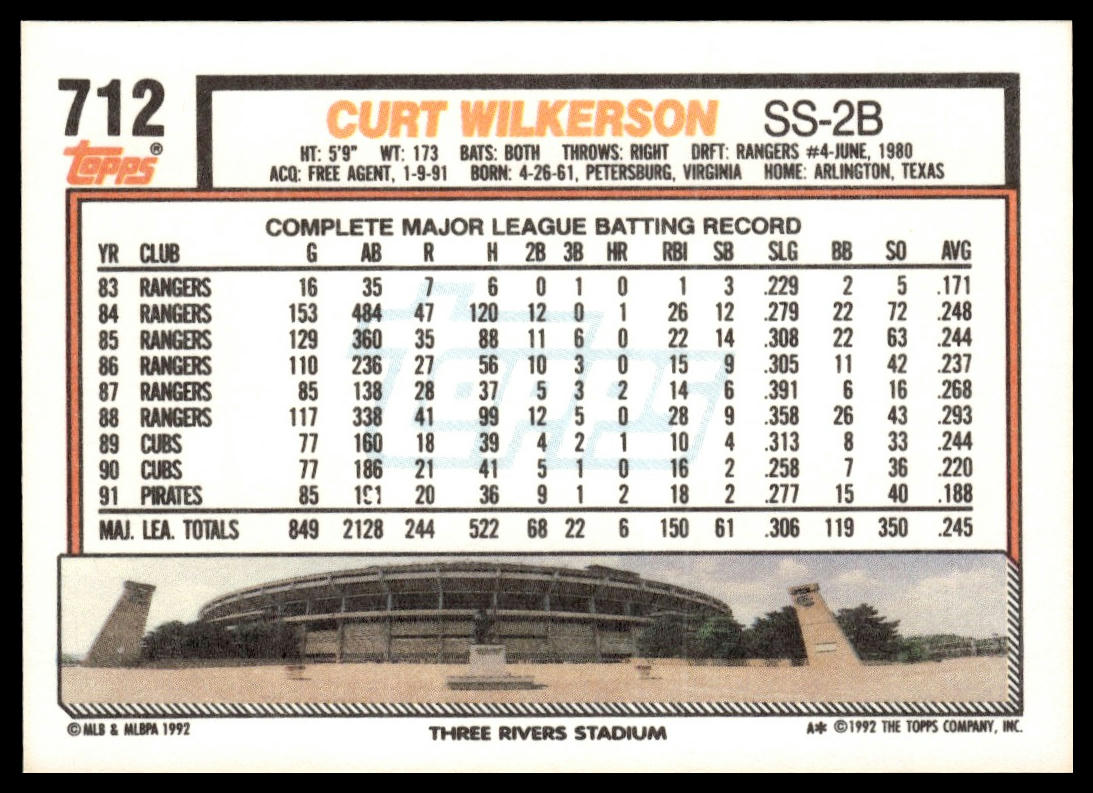 712
topps®
CURT WILKERSON SS-2B
HT: 5'9" WT: 173 BATS: BOTH THROWS: RIGHT DRFT: RANGERS #4-JUNE, 1980
ACQ: FREE AGENT, 1-9-91 BORN: 4-26-61, PETERSBURG, VIRGINIA HOME: ARLINGTON, TEXAS
COMPLETE MAJOR LEAGUE BATTING RECORD
YR CLUB G AB R H 2B 3B HR RBI SB SLG BB SO AVG
83 RANGERS 16 35 7 6 0 1 0 1 3 .229 2 5 .171
84 RANGERS 153 484 47 120 12 0 1 26 12 .279 22 72 .248
85 RANGERS 129 360 35 88 11 6 0 22 14 .308 22 63 .244
86 RANGERS 110 236 27 56 10 3 0 15 9 .305 11 42 .237
87 RANGERS 85 138 28 37 5 3 2 14 6 .391 6 16 .268
88 RANGERS 117 338 41 99 12 5 0 28 9 .358 26 43 .293
89 CUBS 77 160 18 39 4 2 1 10 4 .313 8 33 .244
90 CUBS 77 186 21 41 5 1 0 16 2 .258 7 36 .220
91 PIRATES 85 191 20 36 9 1 2 18 2 .277 15 40 .188
MAJ. LEA. TOTALS 849 2128 244 522 68 22 6 150 61 .306 119 350 .245
topps
© MLB & MLBPA 1992
THREE RIVERS STADIUM
A* ©1992 THE TOPPS COMPANY, INC.